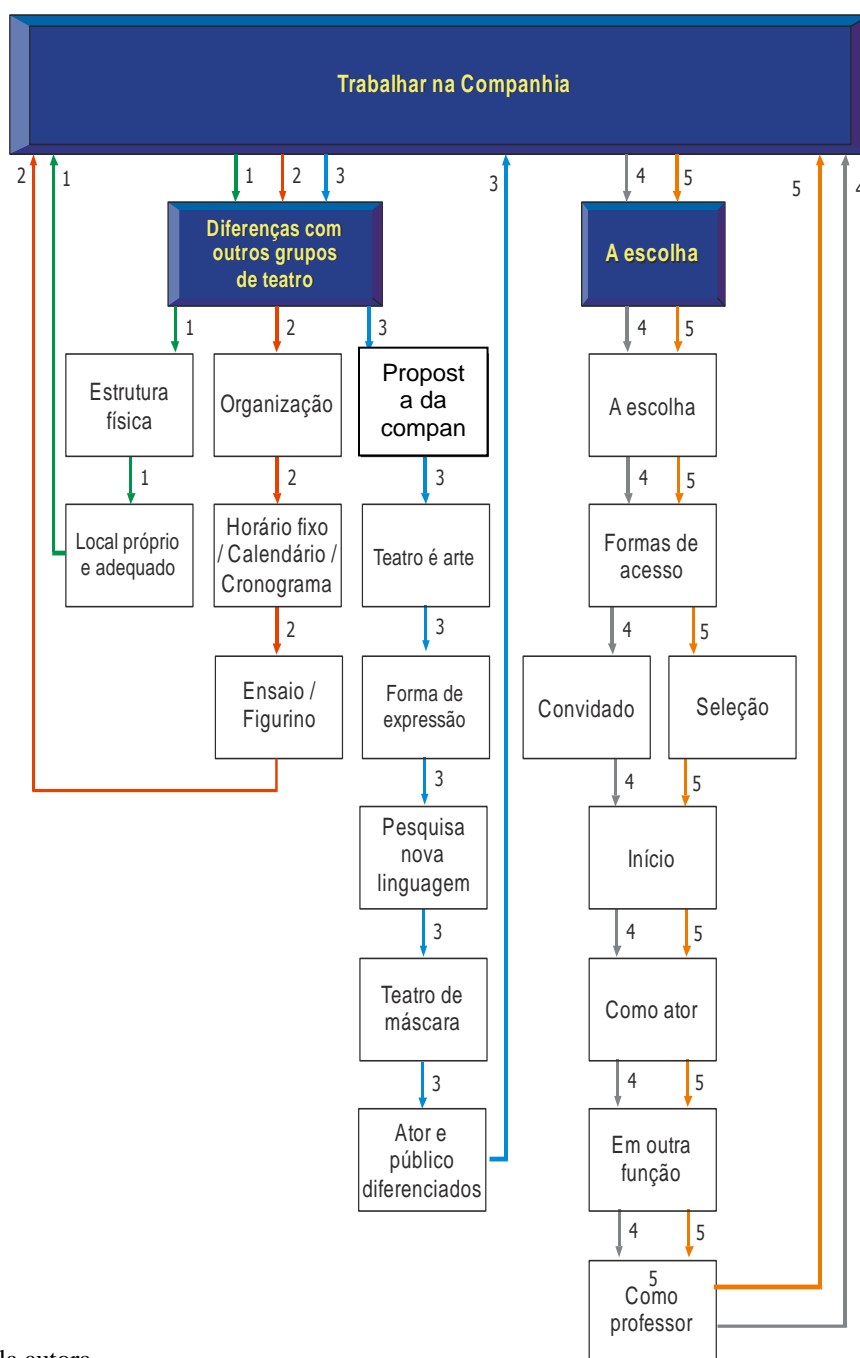 Trabalhar na Companhia
2
1
1
2
3
3
4
5
5
4
Diferenças com
outros grupos
de teatro
A escolha
1
2
3
4
5
Estrutura
física
Organização
Propost
a da
compan
A escolha
1
2
3
4
5
Local próprio
e adequado
Horário fixo
/ Calendário /
Cronograma
Teatro é arte
Formas de
acesso
2
3
4
5
Ensaio /
Figurino
Forma de
expressão
Convidado
Seleção
3
4
5
Pesquisa
nova
linguagem
Início
3
4
5
Teatro de
máscara
Como ator
3
4
5
Ator e
público
diferenciados
Em outra
função
4
5
5
Como
professor